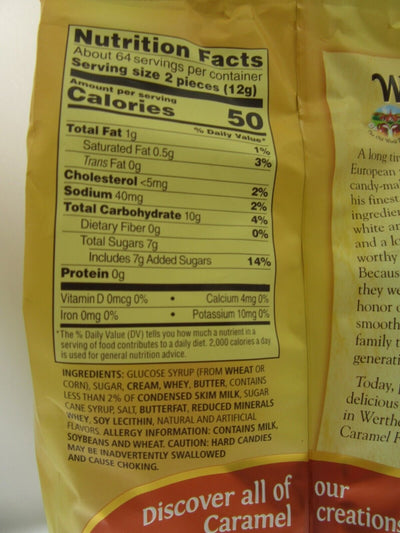 Nutrition Facts
About 64 servings per container
Serving size 2 pieces (12g)
Amount per serving
Calories 50
% Daily Value*
Total Fat 1g 1%
Saturated Fat 0.5g 3%
Trans Fat 0g
Cholesterol <5mg 2%
Sodium 40mg 2%
Total Carbohydrate 10g 4%
Dietary Fiber 0g 0%
Total Sugars 7g
Includes 7g Added Sugars 14%
Protein 0g
Vitamin D 0mcg 0% • Calcium 4mg 0%
Iron 0mg 0% • Potassium 10mg 0%
*The % Daily Value (DV) tells you how much a nutrient in a
serving of food contributes to a daily diet. 2,000 calories a day
is used for general nutrition advice.
INGREDIENTS: GLUCOSE SYRUP (FROM WHEAT OR
CORN), SUGAR, CREAM, WHEY, BUTTER, CONTAINS
LESS THAN 2% OF CONDENSED SKIM MILK, SUGAR
CANE SYRUP, SALT, BUTTERFAT, REDUCED MINERALS
WHEY, SOY LECITHIN, NATURAL AND ARTIFICIAL
FLAVORS. ALLERGY INFORMATION: CONTAINS MILK,
SOYBEANS AND WHEAT. CAUTION: HARD CANDIES
MAY BE INADVERTENTLY SWALLOWED
AND CAUSE CHOKING.
W
A long ti
European
candy-ma
his finest
ingredie
white an
and a lo
worthy
Becaus
they we
honor o
smooth
family t
generati
Today,
delicious
in Werthe
Caramel F
Discover all of our
Caramel creations